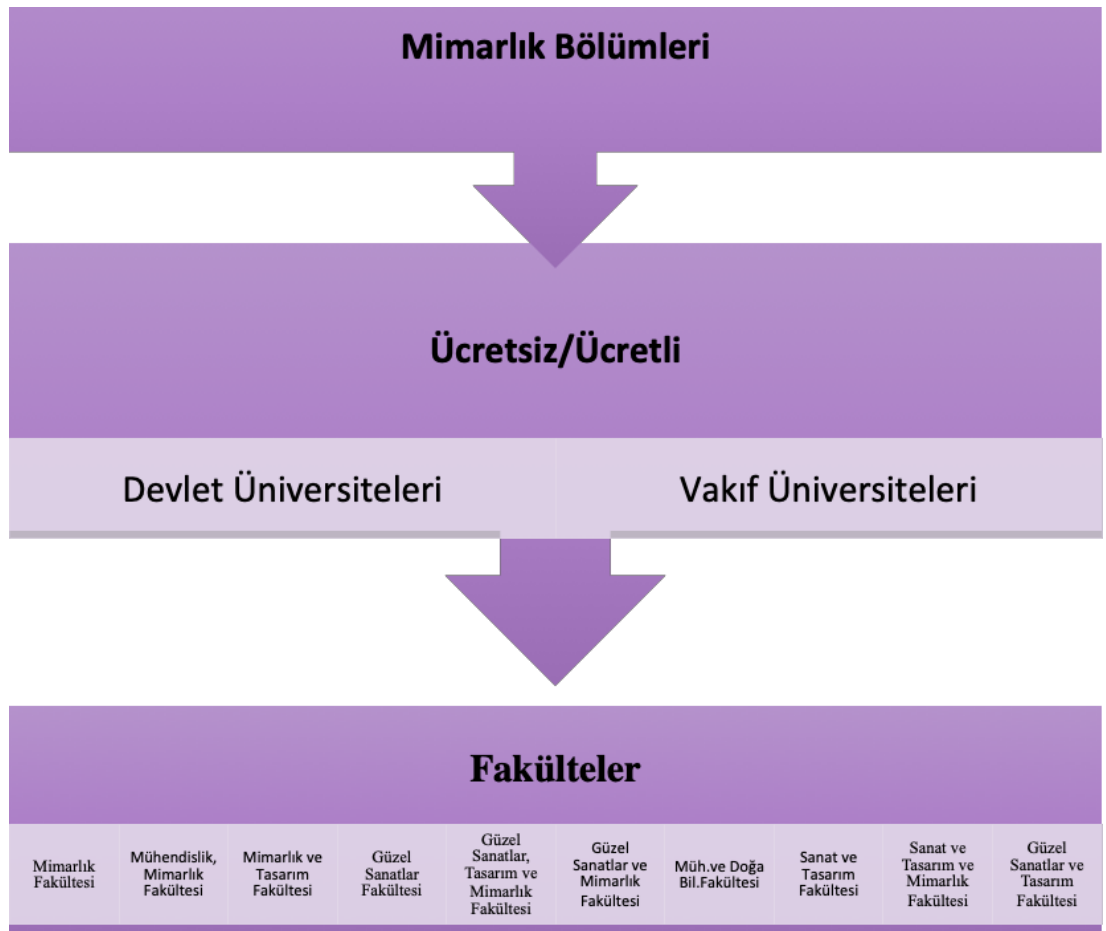 Mimarlık Bölümleri
Ücretsiz/Ücretli
Devlet Üniversiteleri
Vakıf Üniversiteleri
Fakülteler
Mimarlık
Fakültesi
Mühendislik,
Mimarlık
Fakültesi
Mimarlık ve
Tasarım
Fakültesi
Güzel
Sanatlar
Fakültesi
Güzel
Sanatlar,
Tasarım ve
Mimarlık
Fakültesi
Güzel
Sanatlar ve
Mimarlık
Fakültesi
Müh.ve Doğa
Bil.Fakültesi
Sanat ve
Tasarım
Fakültesi
Sanat ve
Tasarım ve
Mimarlık
Fakültesi
Güzel
Sanatlar ve
Tasarım
Fakültesi